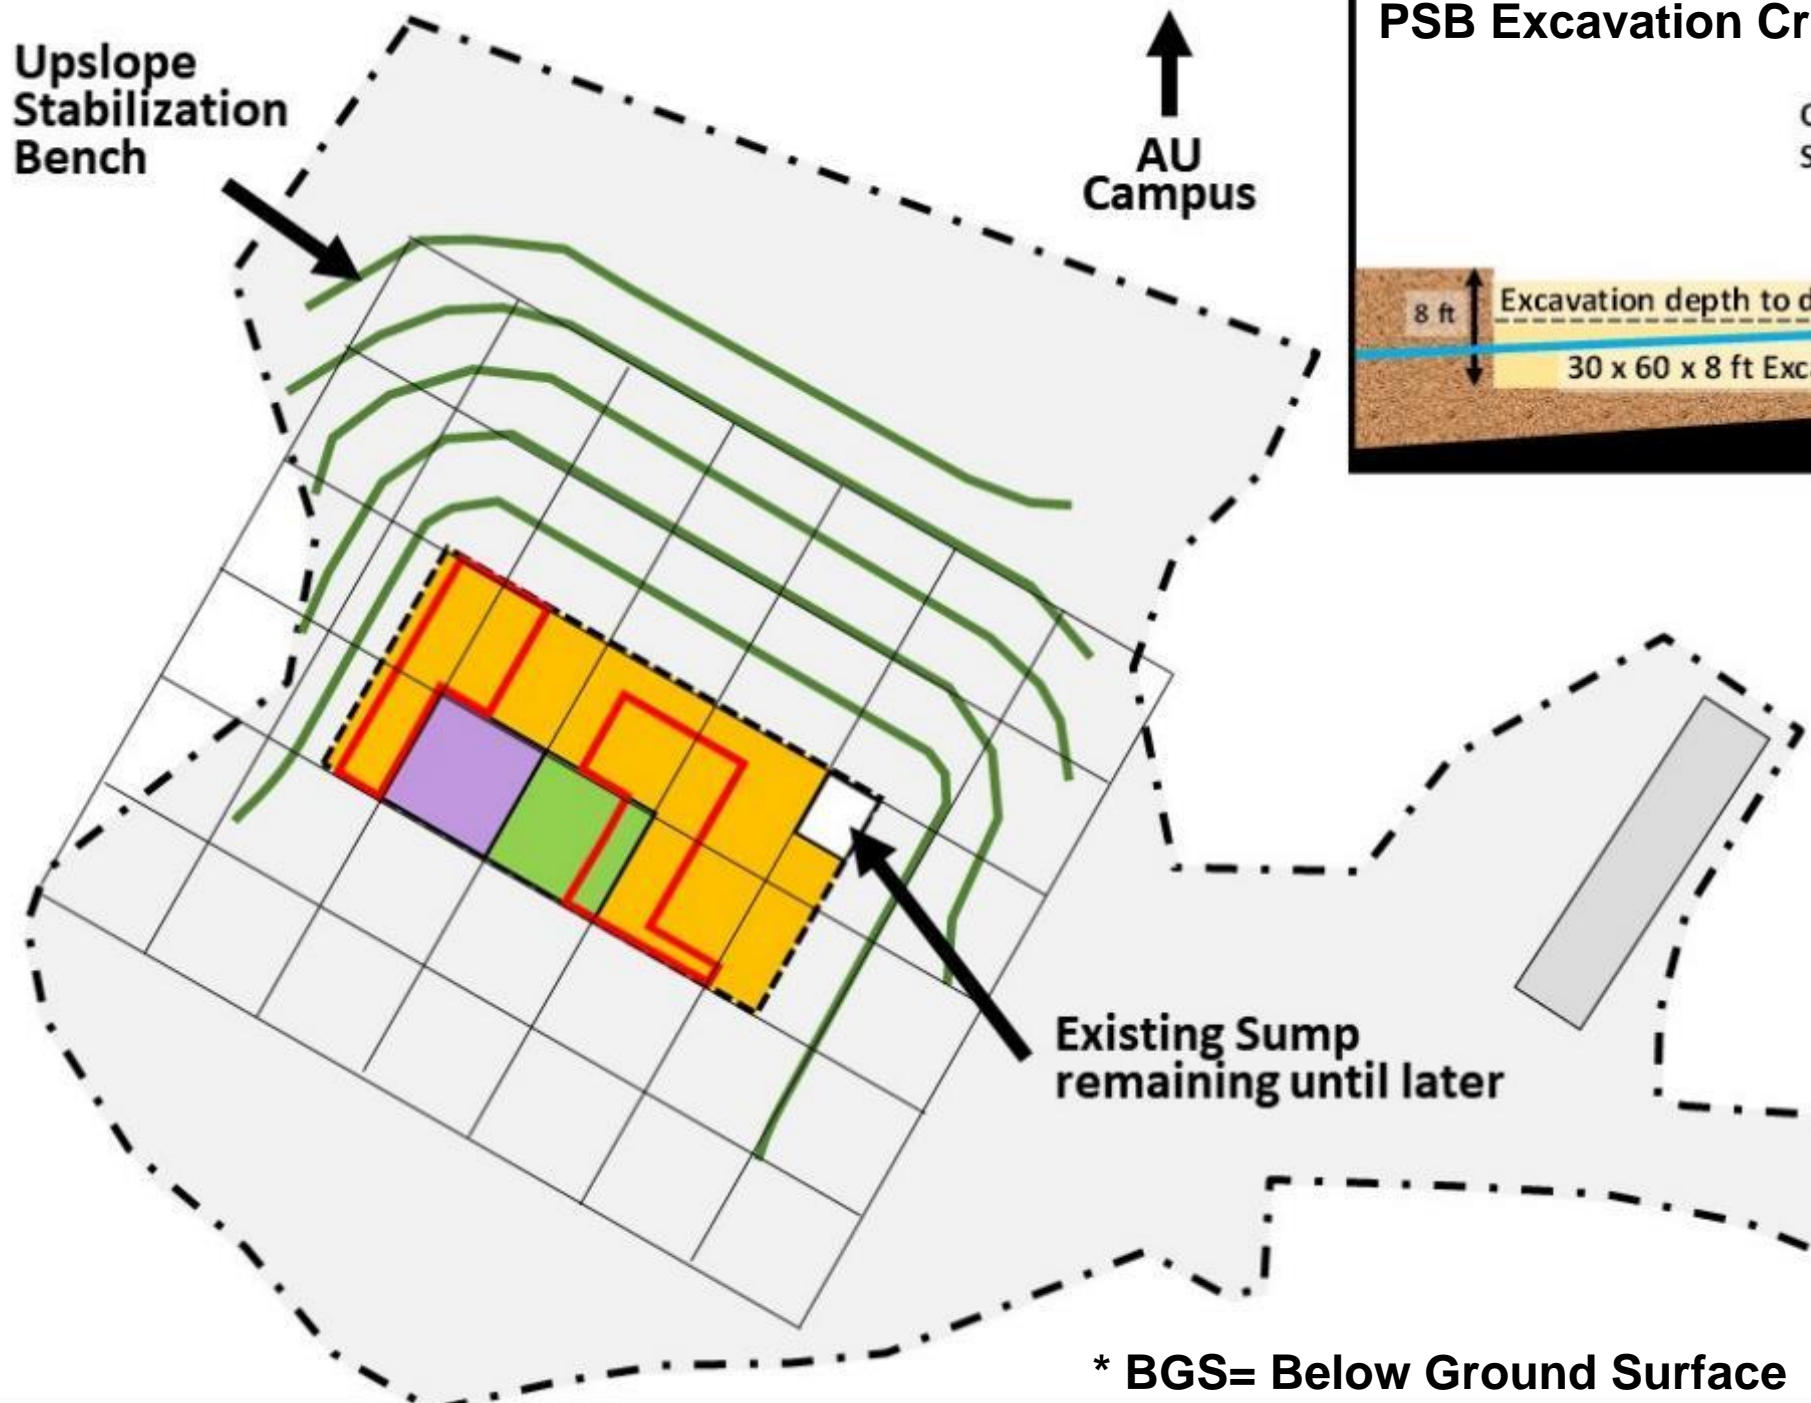 PSB Excavation Cr
Upslope
Stabilization
Bench
AU
Campus
8 ft
Excavation depth to d
30 x 60 x 8 ft Exc
Existing Sump
remaining until later
* BGS= Below Ground Surface